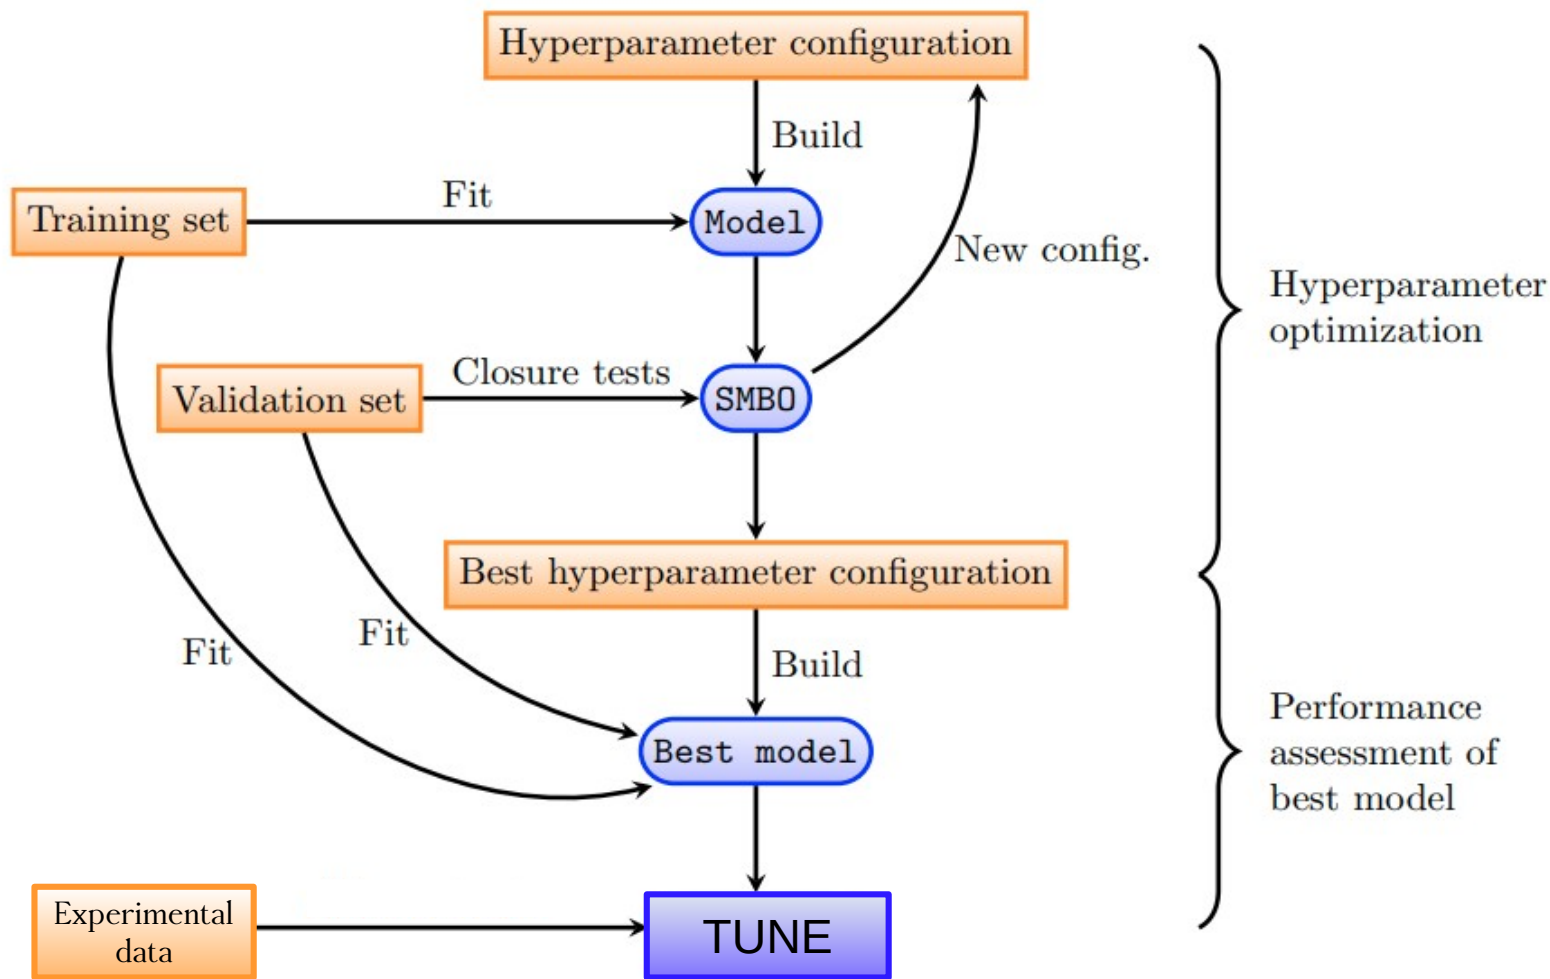 Hyperparameter configuration
Build
Fit
Training set
Model
New config.
Hyperparameter
optimization
Closure tests
Validation set
SMBO
Best hyperparameter configuration
Fit
Fit
Build
Best model
Performance
assessment of
best model
Experimental
data
TUNE